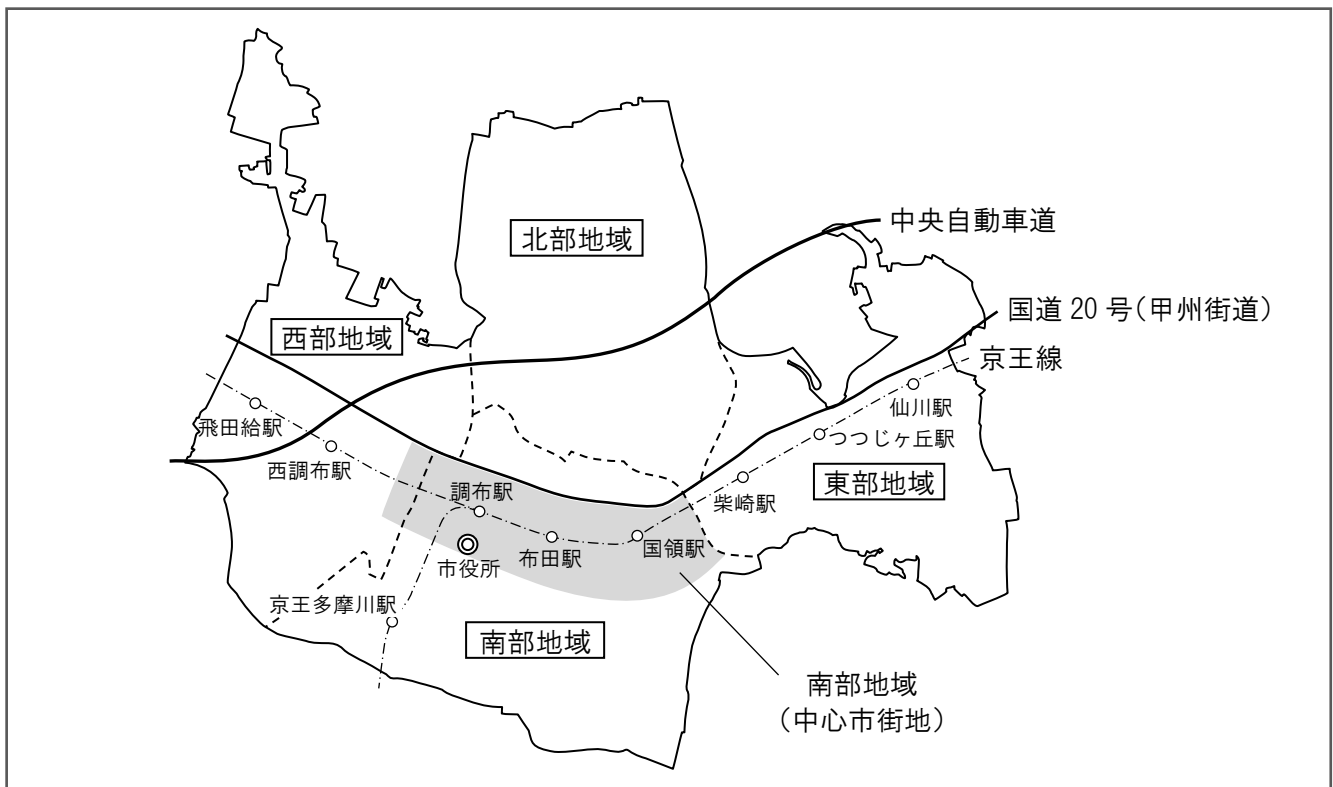 北部地域
中央自動車道
国道 20 号（甲州街道）
西部地域
京王線
仙川駅
飛田給駅
つつじヶ丘駅
西調布駅
東部地域
調布駅
柴崎駅
国領駅
布田駅
市役所
京王多摩川駅
南部地域
南部地域
（中心市街地）